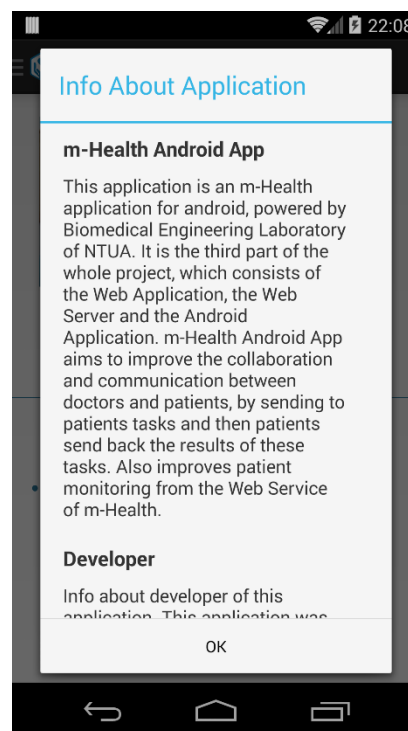 22:08
Info About Application
m-Health Android App
This application is an m-Health
application for android, powered by
Biomedical Engineering Laboratory
of NTUA. It is the third part of the
whole project, which consists of
the Web Application, the Web
Server and the Android
Application. m-Health Android App
aims to improve the collaboration
and communication between
doctors and patients, by sending to
patients tasks and then patients
send back the results of these
tasks. Also improves patient
monitoring from the Web Service
of m-Health.
Developer
Info about developer of this
application. This application was
OK